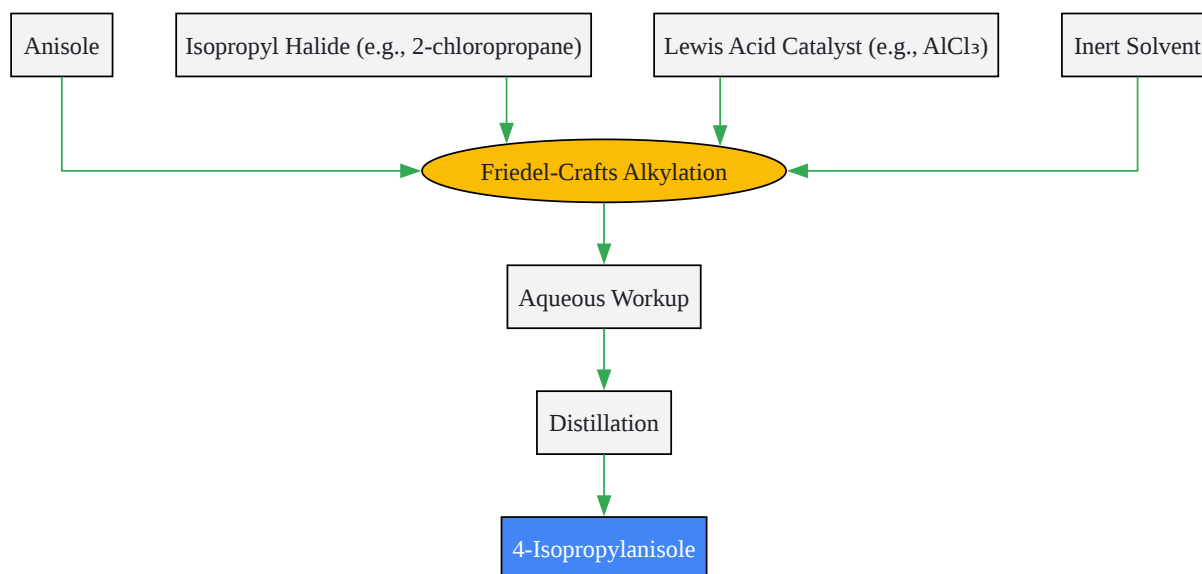 Anisole
Isopropyl Halide (e.g., 2-chloropropane)
Lewis Acid Catalyst (e.g., AlCl₃)
Inert Solvent
Friedel-Crafts Alkylation
Aqueous Workup
Distillation
4-Isopropylanisole